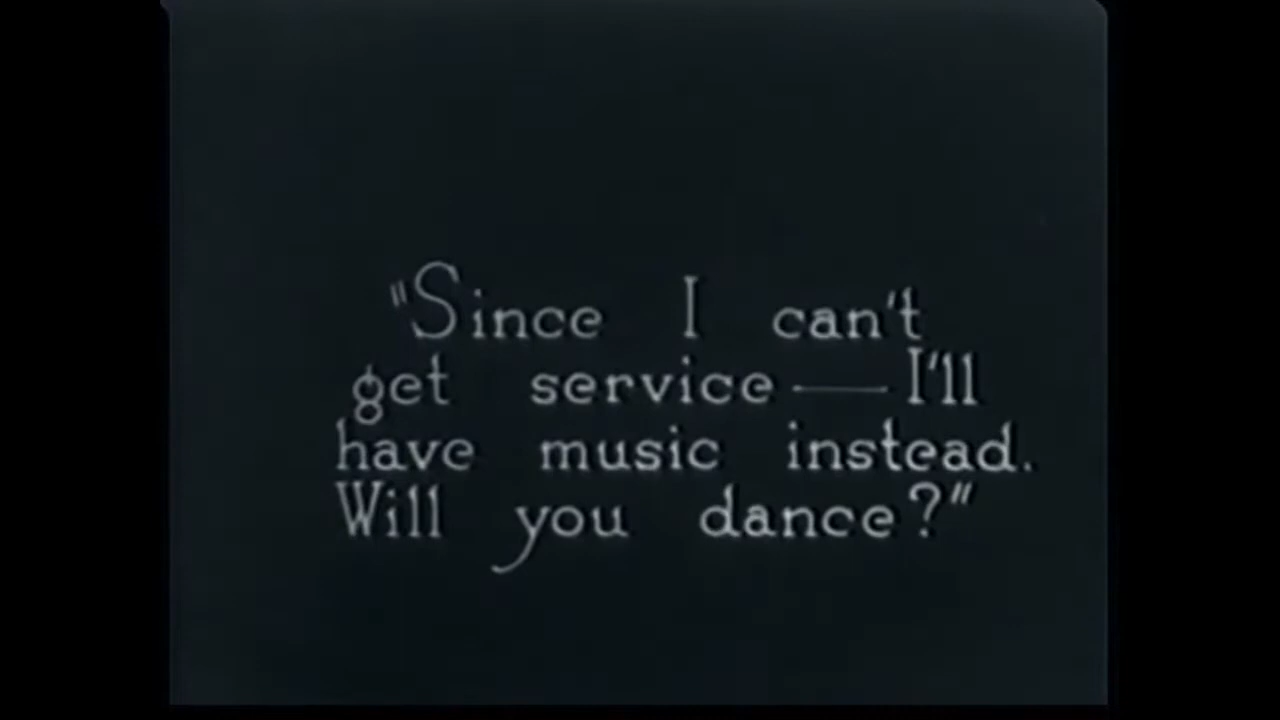 "Since I can't
get service — I'll
have music instead.
Will you dance?"